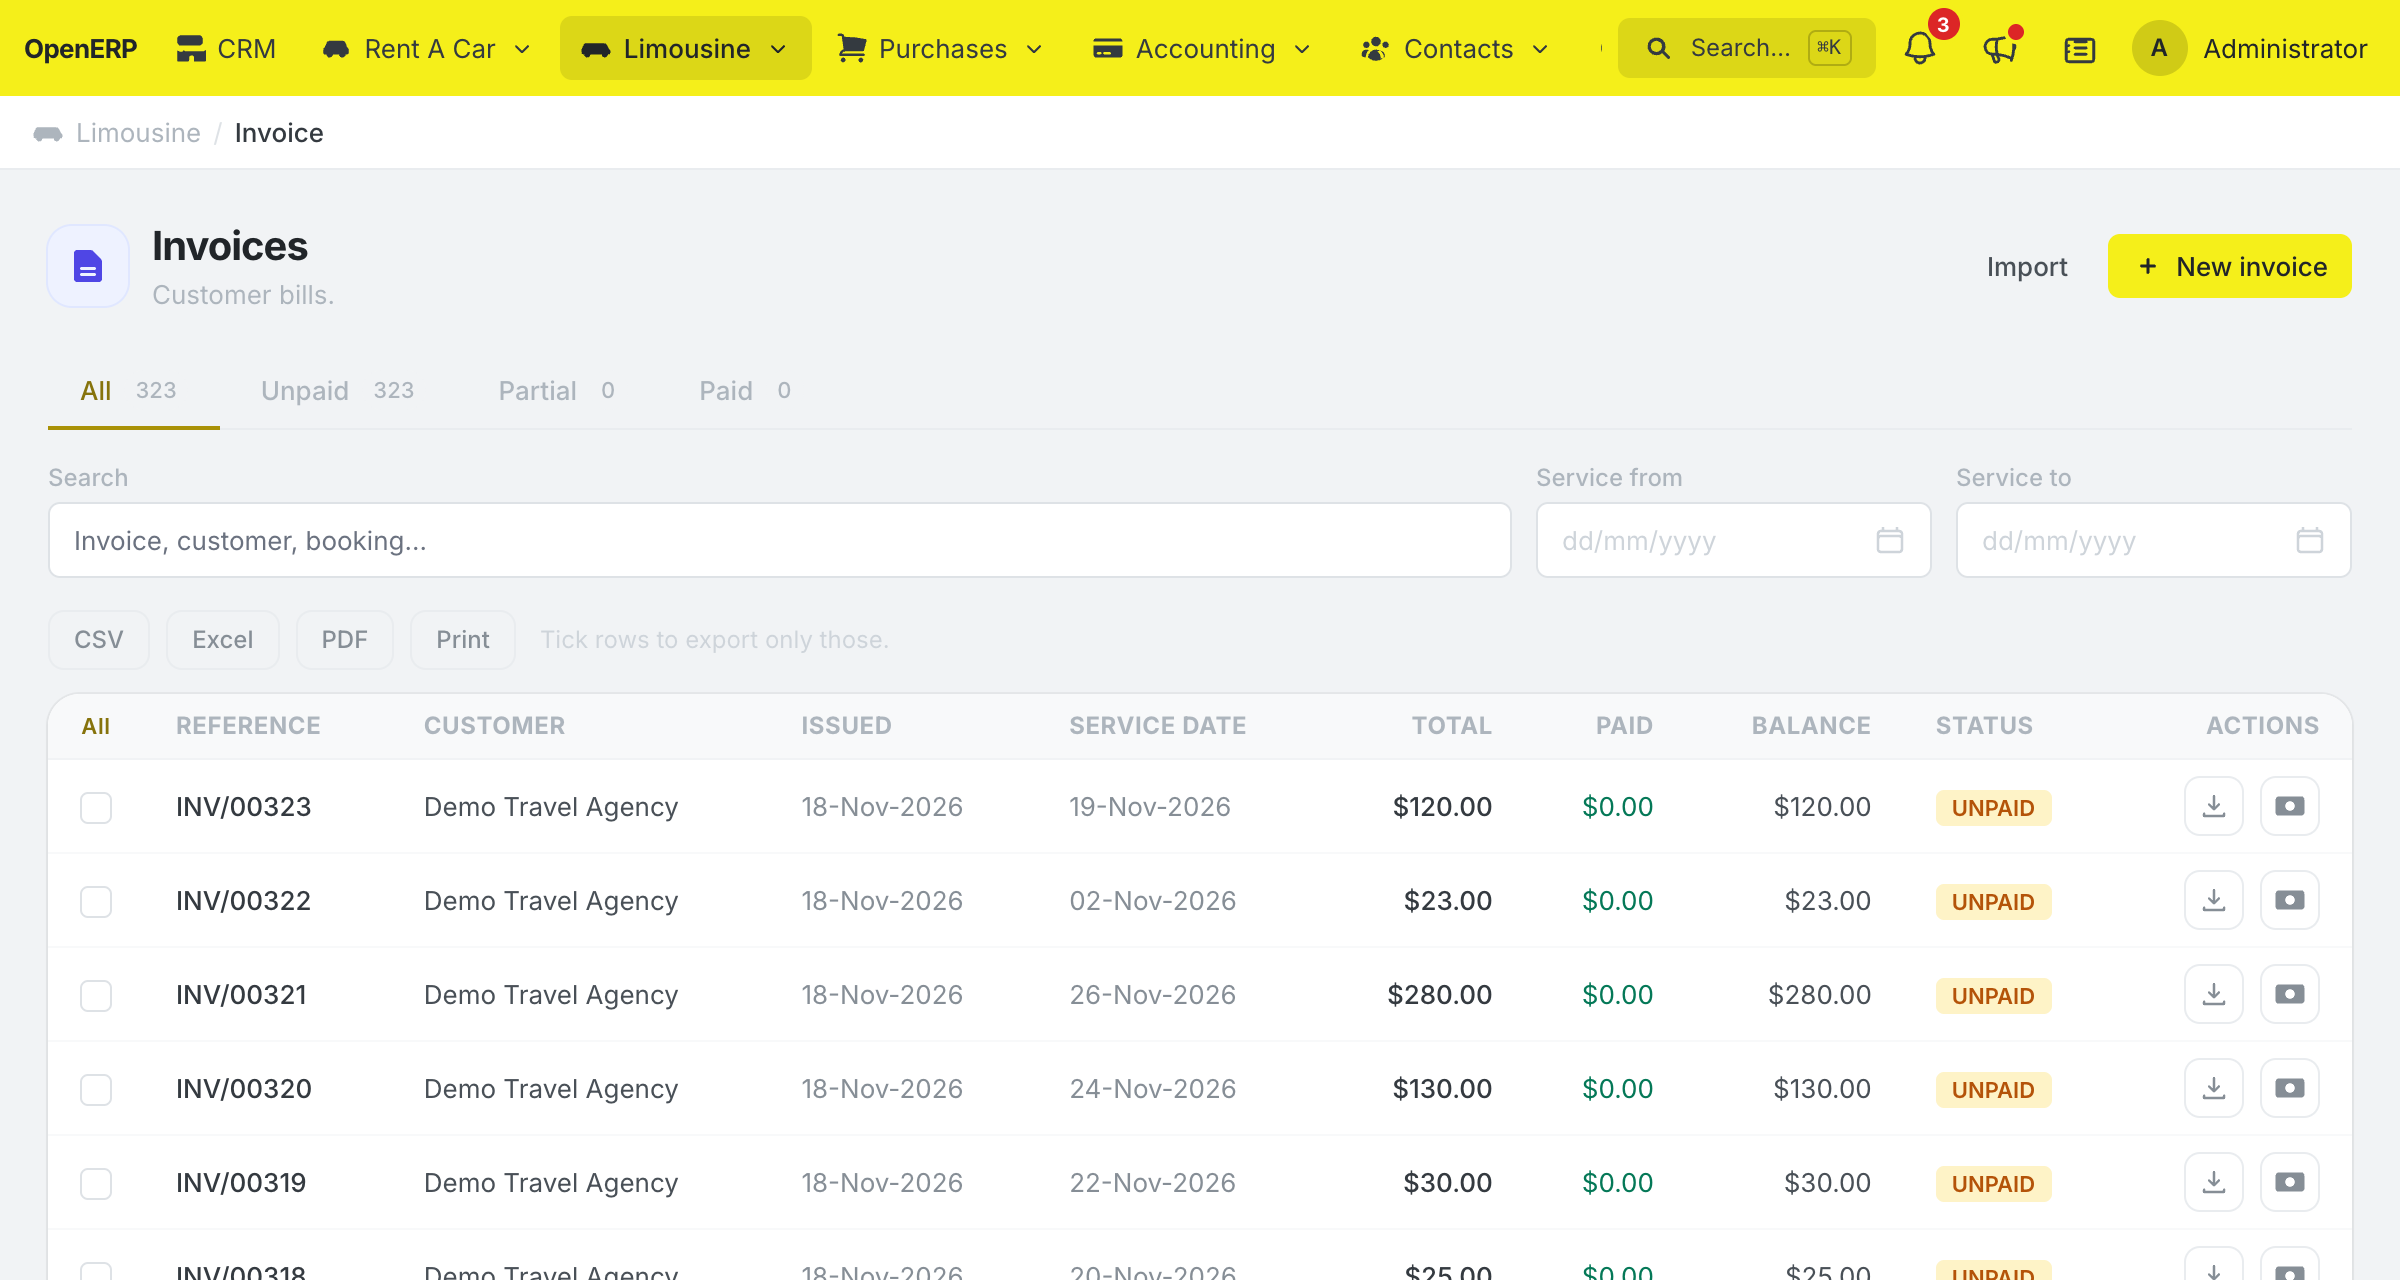 OpenERP CRM Rent A Car Limousine Purchases Accounting Contacts Search... ⌘K 3 A Administrator
Limousine / Invoice
Invoices
Customer bills.
Import + New invoice
All 323 Unpaid 323 Partial 0 Paid 0
Search Service from Service to
Invoice, customer, booking... dd/mm/yyyy dd/mm/yyyy
CSV Excel PDF Print Tick rows to export only those.
All REFERENCE CUSTOMER ISSUED SERVICE DATE TOTAL PAID BALANCE STATUS ACTIONS
INV/00323 Demo Travel Agency 18-Nov-2026 19-Nov-2026 $120.00 $0.00 $120.00 UNPAID
INV/00322 Demo Travel Agency 18-Nov-2026 02-Nov-2026 $23.00 $0.00 $23.00 UNPAID
INV/00321 Demo Travel Agency 18-Nov-2026 26-Nov-2026 $280.00 $0.00 $280.00 UNPAID
INV/00320 Demo Travel Agency 18-Nov-2026 24-Nov-2026 $130.00 $0.00 $130.00 UNPAID
INV/00319 Demo Travel Agency 18-Nov-2026 22-Nov-2026 $30.00 $0.00 $30.00 UNPAID
INV/00318 Demo Travel Agency 18-Nov-2026 20-Nov-2026 $25.00 $0.00 $25.00 UNPAID